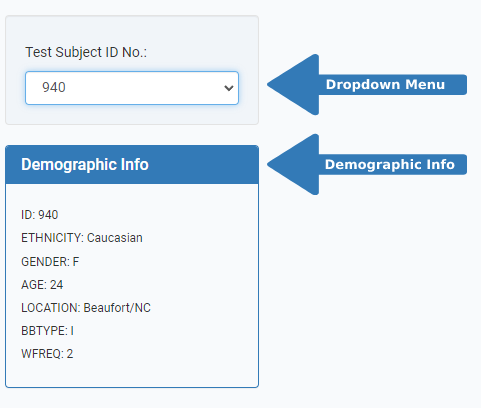 Test Subject ID No.:
940
Dropdown Menu
Demographic Info
Demographic Info
ID: 940
ETHNICITY: Caucasian
GENDER: F
AGE: 24
LOCATION: Beaufort/NC
BBTYPE: I
WFREQ: 2